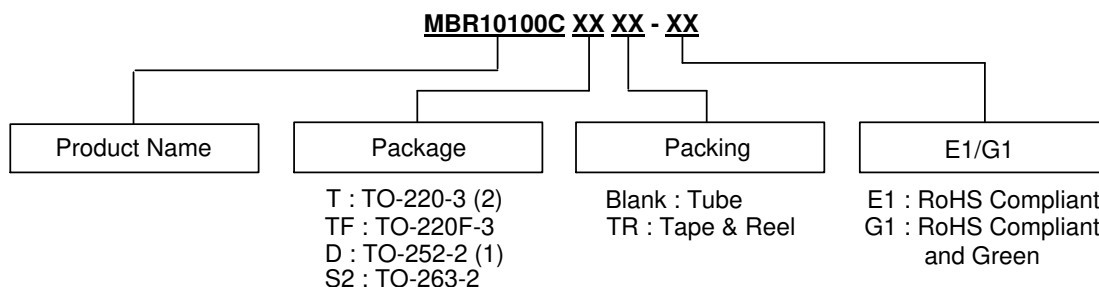 MBR10100C XX XX - XX
Product Name
Package
Packing
E1/G1
T : TO-220-3 (2)
TF : TO-220F-3
D : TO-252-2 (1)
S2 : TO-263-2
Blank : Tube
TR : Tape & Reel
E1 : RoHS Compliant
G1 : RoHS Compliant
and Green